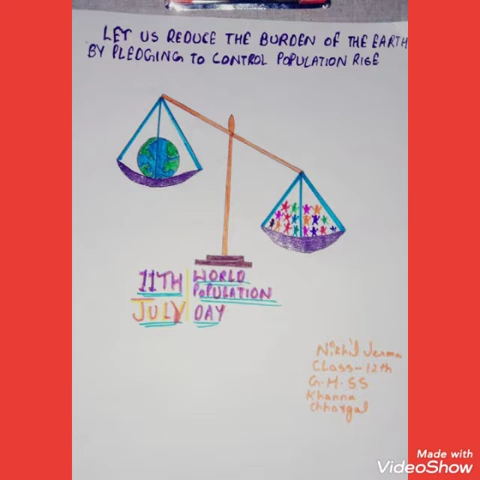 LET US REDUCE THE BURDEN OF THE EARTH
BY PLEDGING TO CONTROL POPULATION RISE
11TH
JULY
WORLD
POPULATION
DAY
Nikhil Verma
Class-12th
G.H.S.S
Khanna
Chhargal
Made with
VideoShow